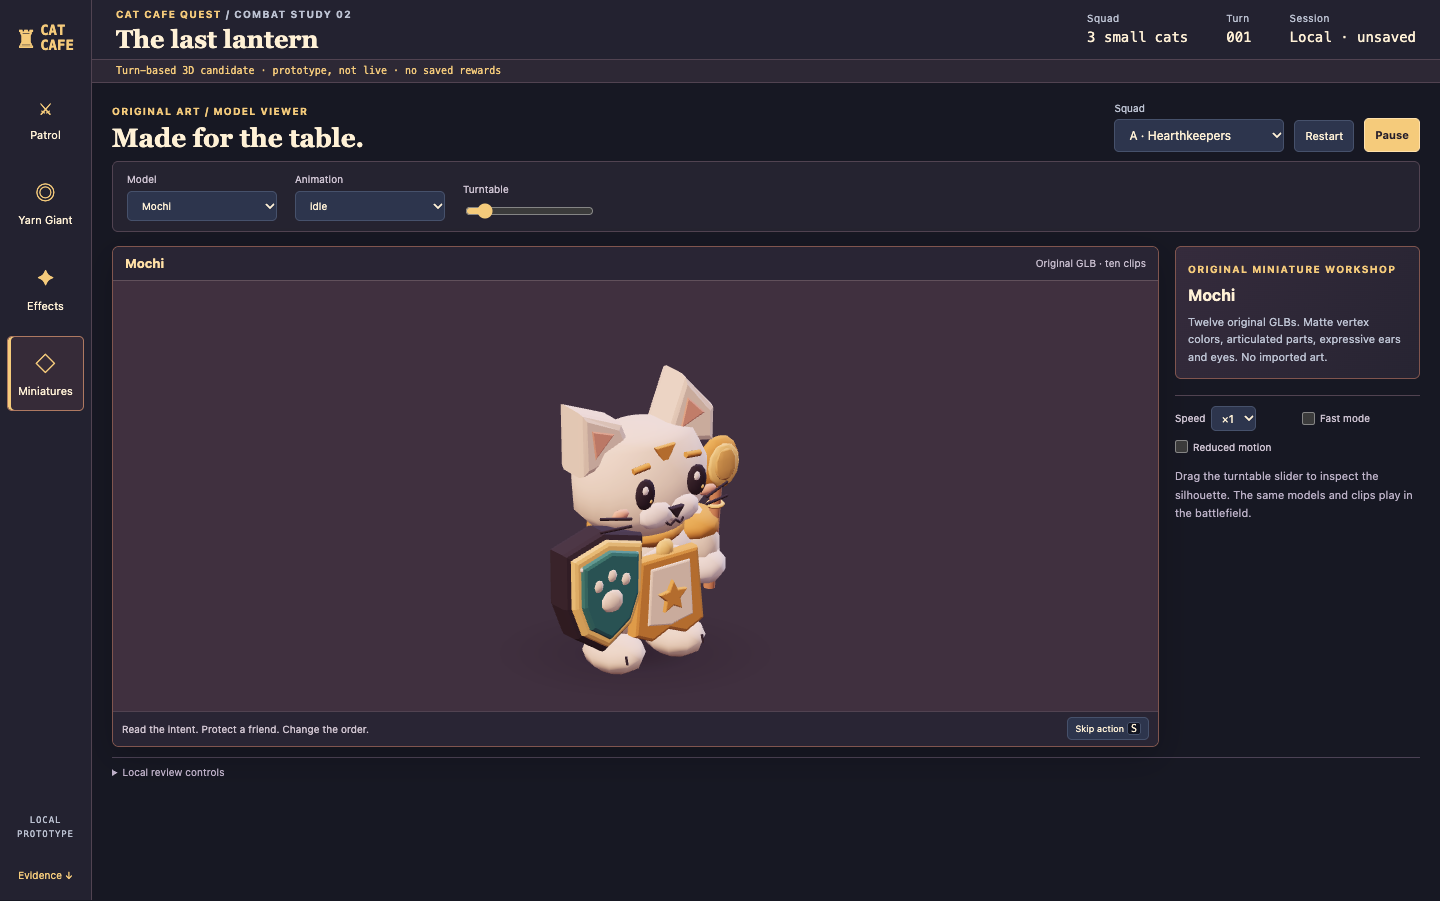 CAT
CAFE
Patrol
Yarn Giant
Effects
Miniatures
LOCAL
PROTOTYPE
Evidence ↓
CAT CAFE QUEST / COMBAT STUDY 02
The last lantern
Squad
3 small cats
Turn
001
Session
Local · unsaved
Turn-based 3D candidate · prototype, not live · no saved rewards
ORIGINAL ART / MODEL VIEWER
Made for the table.
Squad
A · Hearthkeepers
Restart
Pause
Model
Mochi
Animation
idle
Turntable
Mochi
Original GLB · ten clips
Read the intent. Protect a friend. Change the order.
Skip action S
ORIGINAL MINIATURE WORKSHOP
Mochi
Twelve original GLBs. Matte vertex
colors, articulated parts, expressive ears
and eyes. No imported art.
Speed
×1
Fast mode
Reduced motion
Drag the turntable slider to inspect the
silhouette. The same models and clips play in
the battlefield.
Local review controls